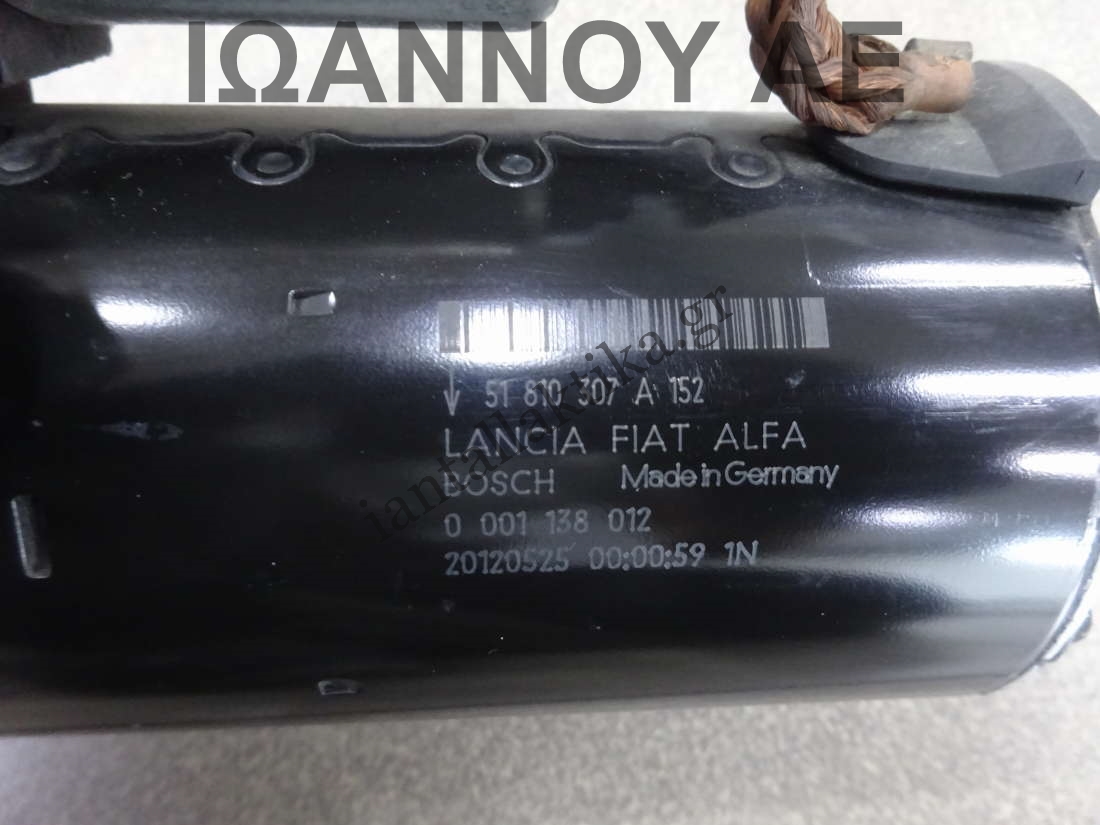 ΙΩΑΝΝΟΥ ΑΕ
51 810 307 A 152
LANCIA FIAT ALFA
BOSCH Made in Germany
0 001 138 012
20120525 00:00:59 1N
iantalaktika.gr